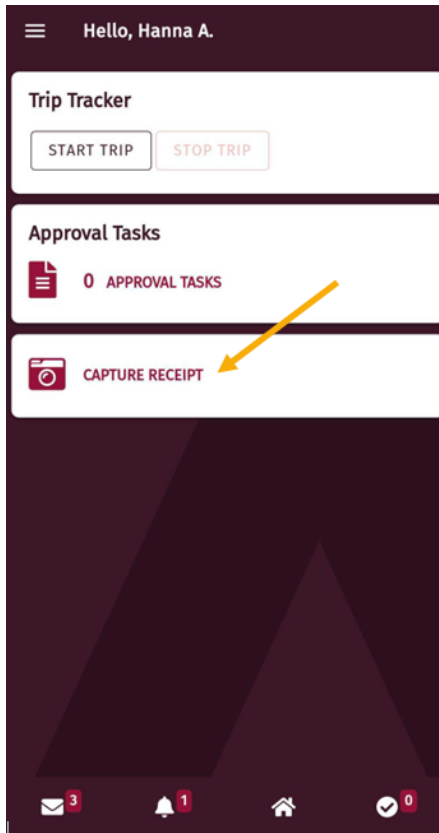 Hello, Hanna A.
Trip Tracker
START TRIP STOP TRIP
Approval Tasks
0 APPROVAL TASKS
CAPTURE RECEIPT
3 1 0